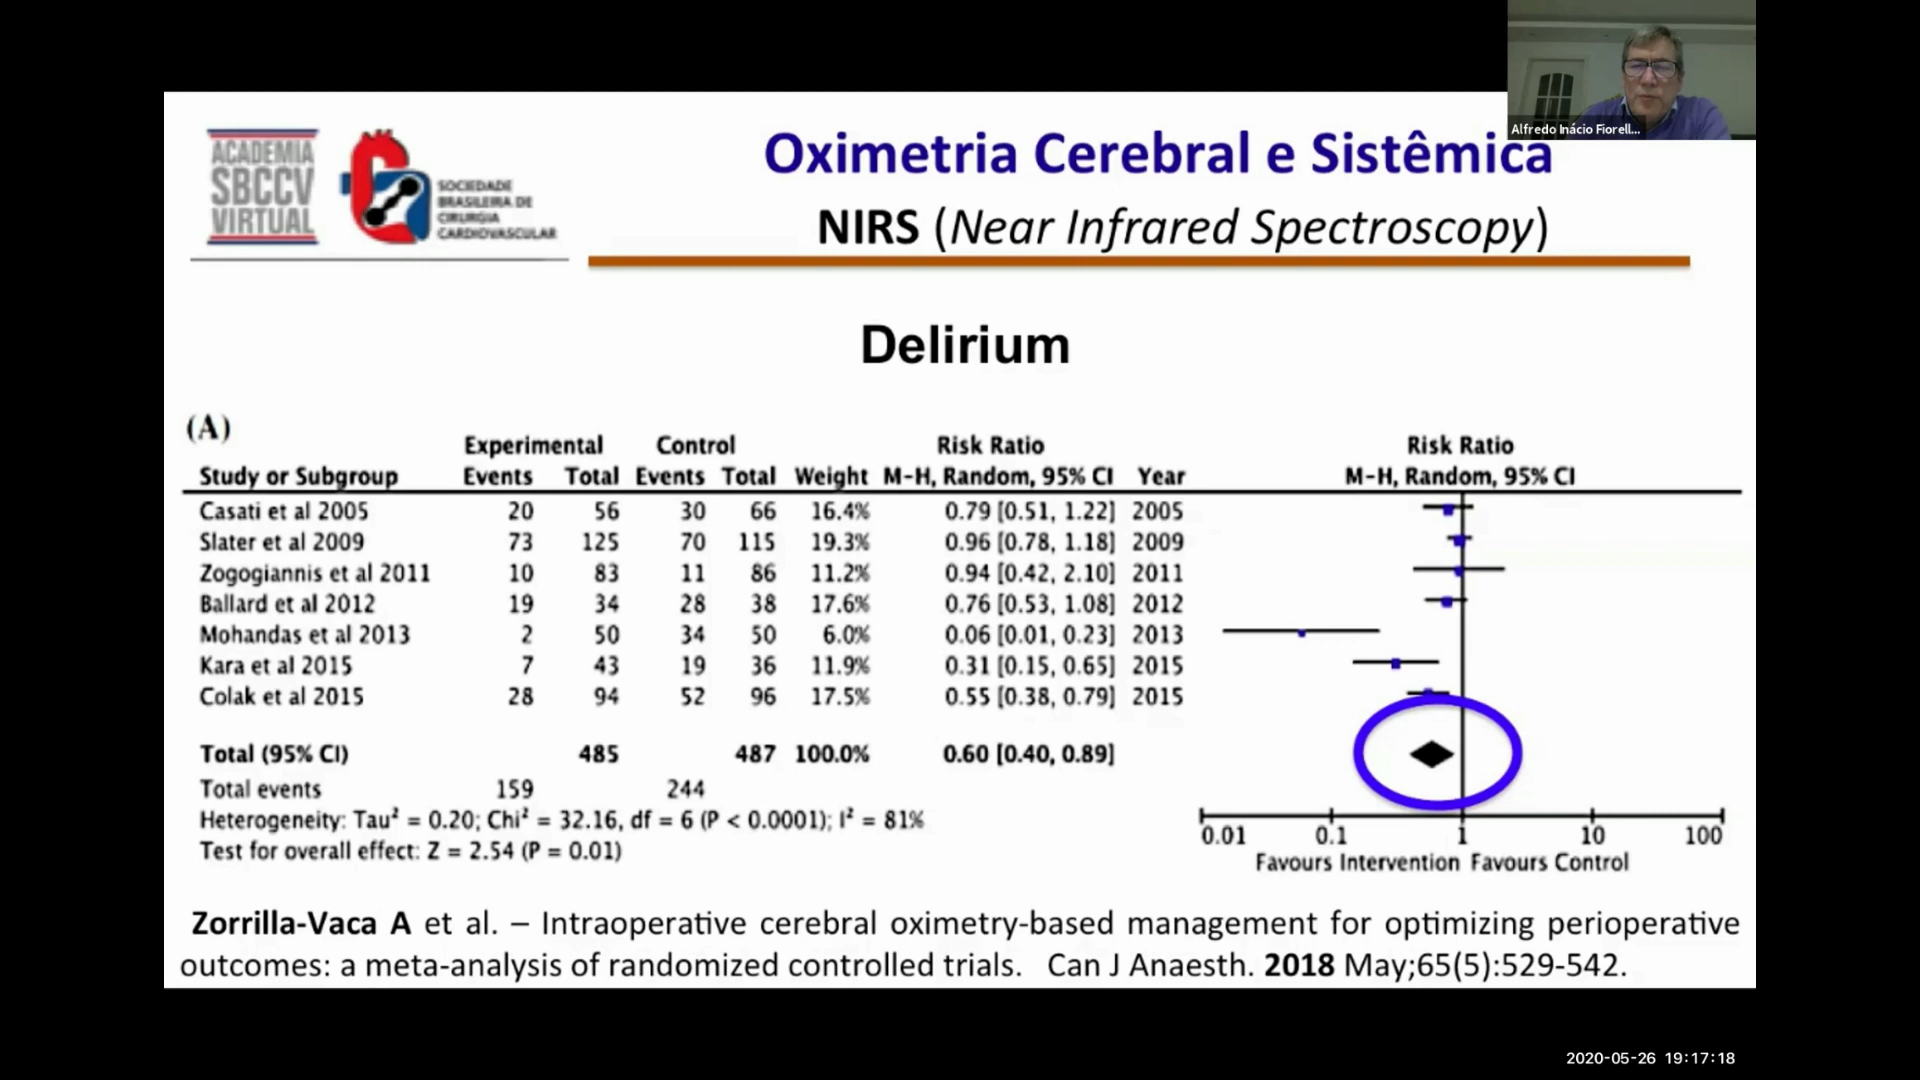 Alfredo Inácio Fiorell...
ACADEMIA
SBCCV
VIRTUAL
SOCIEDADE
BRASILEIRA DE
CIRURGIA
CARDIOVASCULAR
Oximetria Cerebral e Sistêmica
NIRS (Near Infrared Spectroscopy)
Delirium
(A)
Experimental Control Risk Ratio Risk Ratio
Study or Subgroup Events Total Events Total Weight M-H, Random, 95% CI Year M-H, Random, 95% CI
Casati et al 2005 20 56 30 66 16.4% 0.79 [0.51, 1.22] 2005
Slater et al 2009 73 125 70 115 19.3% 0.96 [0.78, 1.18] 2009
Zogogiannis et al 2011 10 83 11 86 11.2% 0.94 [0.42, 2.10] 2011
Ballard et al 2012 19 34 28 38 17.6% 0.76 [0.53, 1.08] 2012
Mohandas et al 2013 2 50 34 50 6.0% 0.06 [0.01, 0.23] 2013
Kara et al 2015 7 43 19 36 11.9% 0.31 [0.15, 0.65] 2015
Colak et al 2015 28 94 52 96 17.5% 0.55 [0.38, 0.79] 2015
Total (95% CI) 485 487 100.0% 0.60 [0.40, 0.89]
Total events 159 244
Heterogeneity: Tau² = 0.20; Chi² = 32.16, df = 6 (P < 0.0001); I² = 81%
Test for overall effect: Z = 2.54 (P = 0.01)
0.01 0.1 1 10 100
Favours Intervention Favours Control
Zorrilla-Vaca A et al. – Intraoperative cerebral oximetry-based management for optimizing perioperative
outcomes: a meta-analysis of randomized controlled trials. Can J Anaesth. 2018 May;65(5):529-542.
2020-05-26 19:17:18